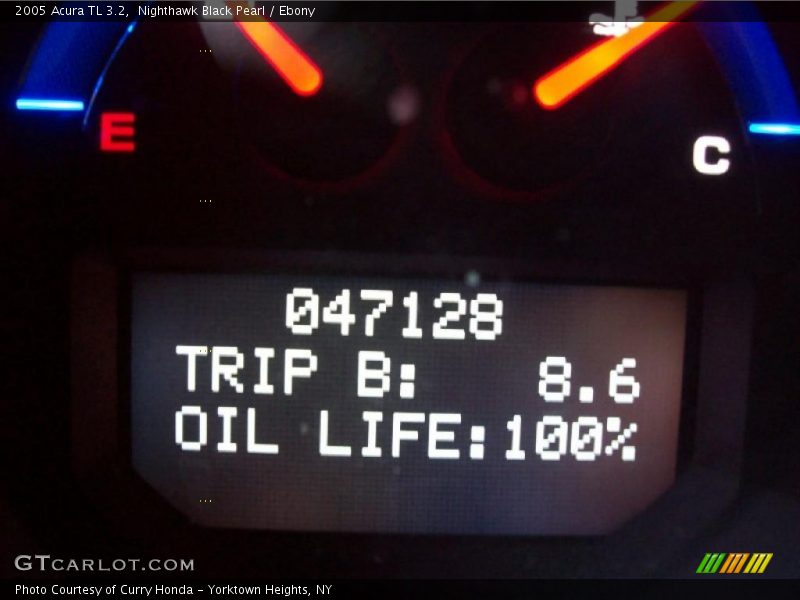 2005 Acura TL 3.2, Nighthawk Black Pearl / Ebony
E
C
047128
TRIP B: 8.6
OIL LIFE:100%
GTCARLOT.COM
Photo Courtesy of Curry Honda - Yorktown Heights, NY